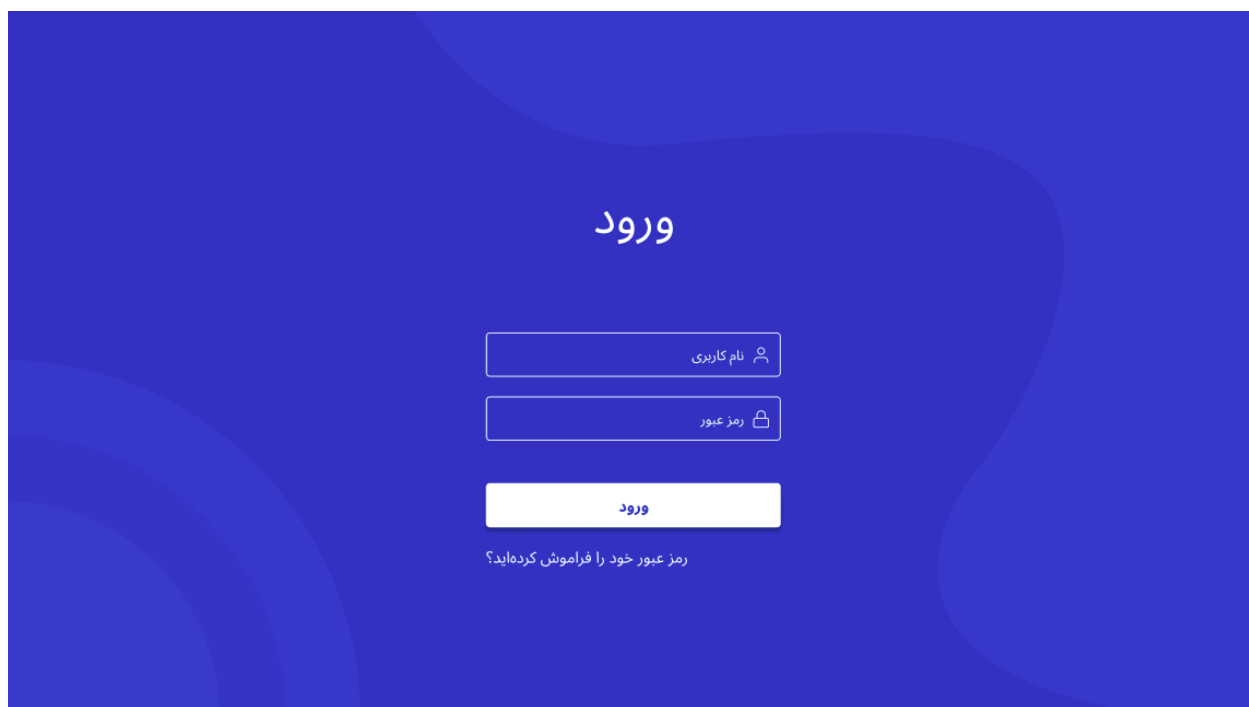 ورود
نام کاربری
رمز عبور
ورود
رمز عبور خود را فراموش کرده‌اید؟